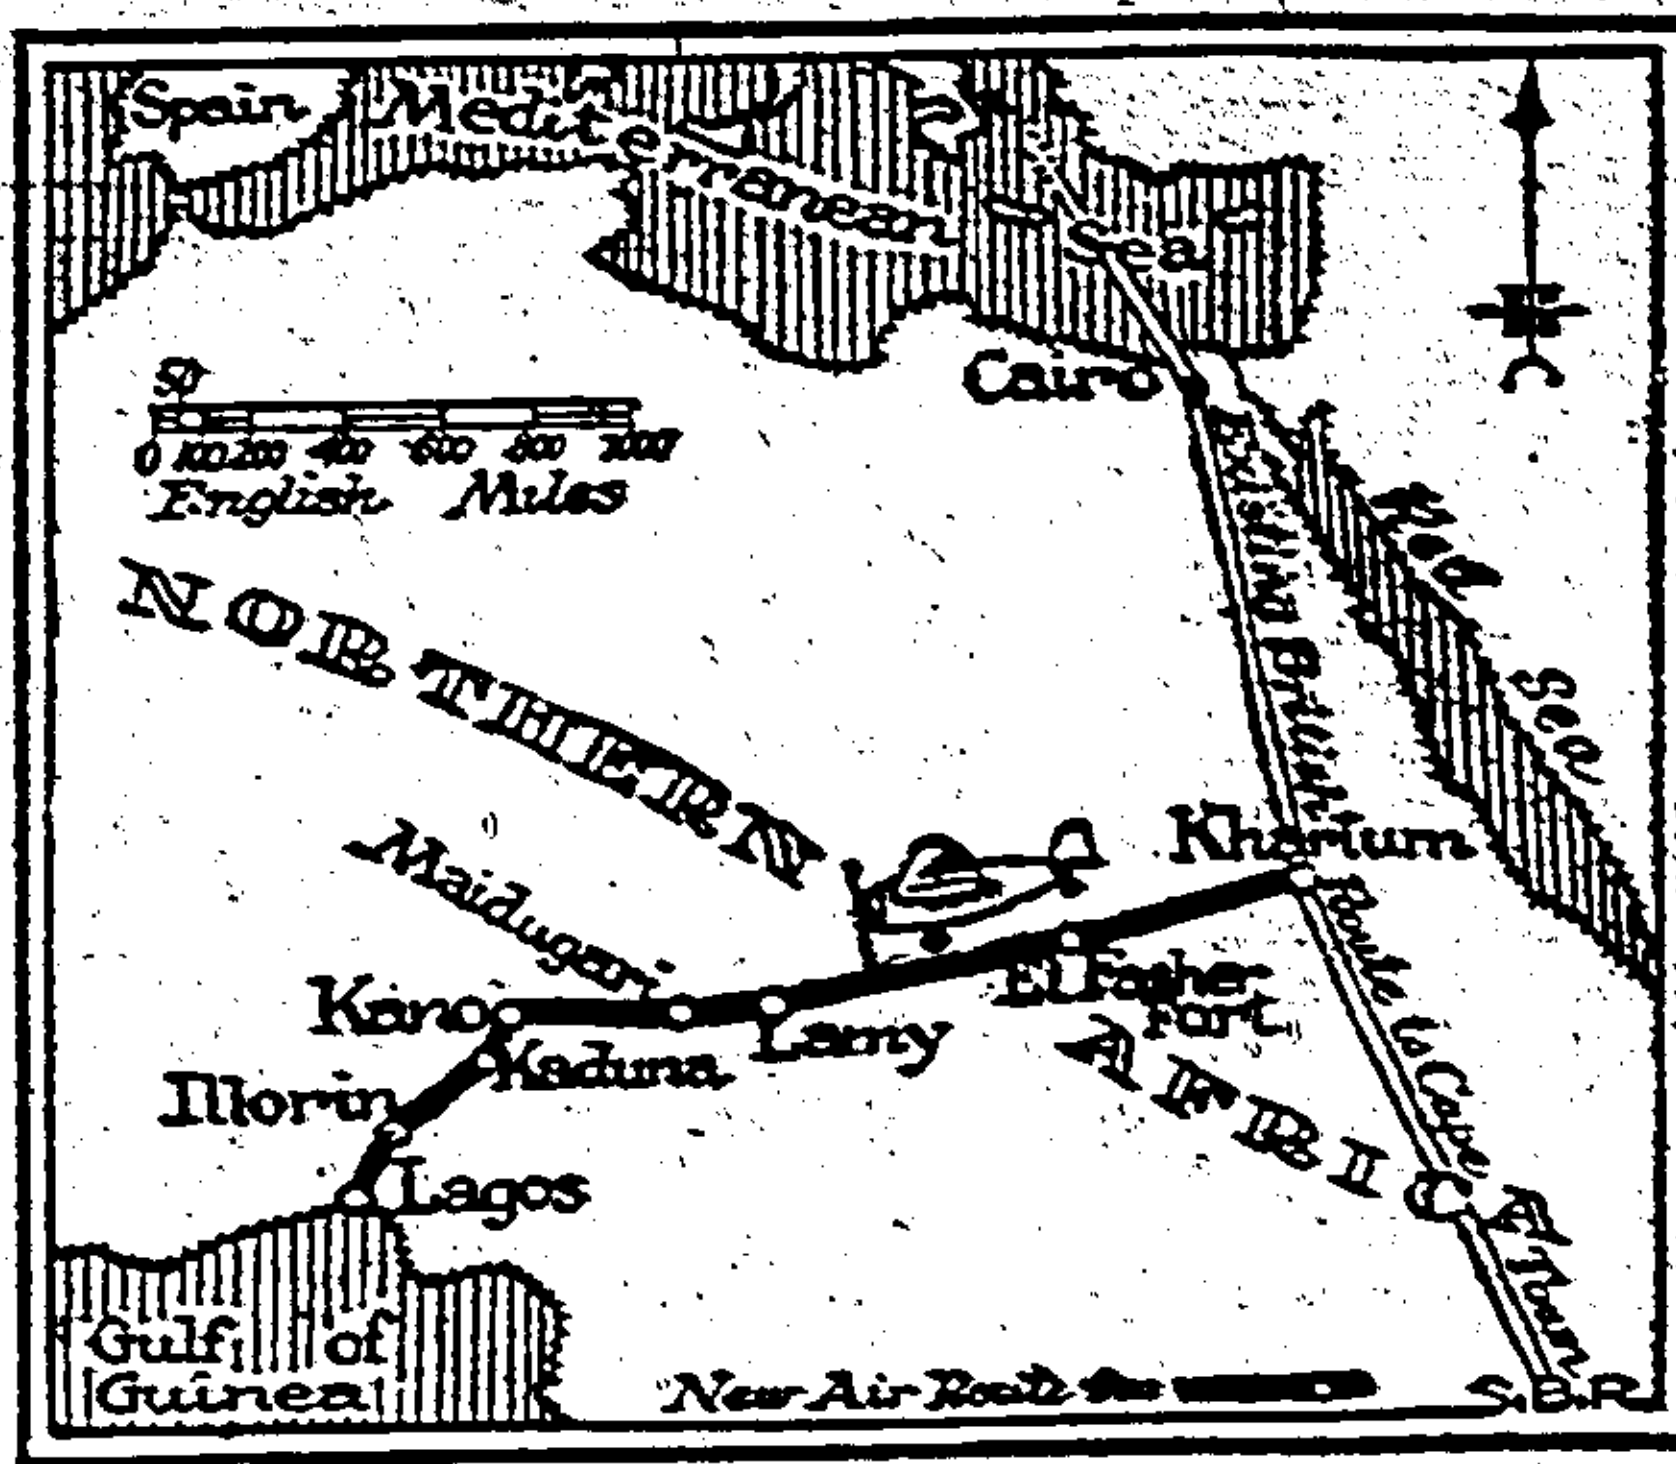 Spain
Mediterranean
Sea
Cairo
50
0 100 200 400 600 800 1000
English Miles
Red Sea
Existing British
Route to Cape Town
NORTHERN
AFRICA
Khartum
Maidugari
Kano
El Fasher
Fort
Lamy
Kaduna
Illorin
Lagos
Gulf of
Guinea
New Air Route
S.B.R.